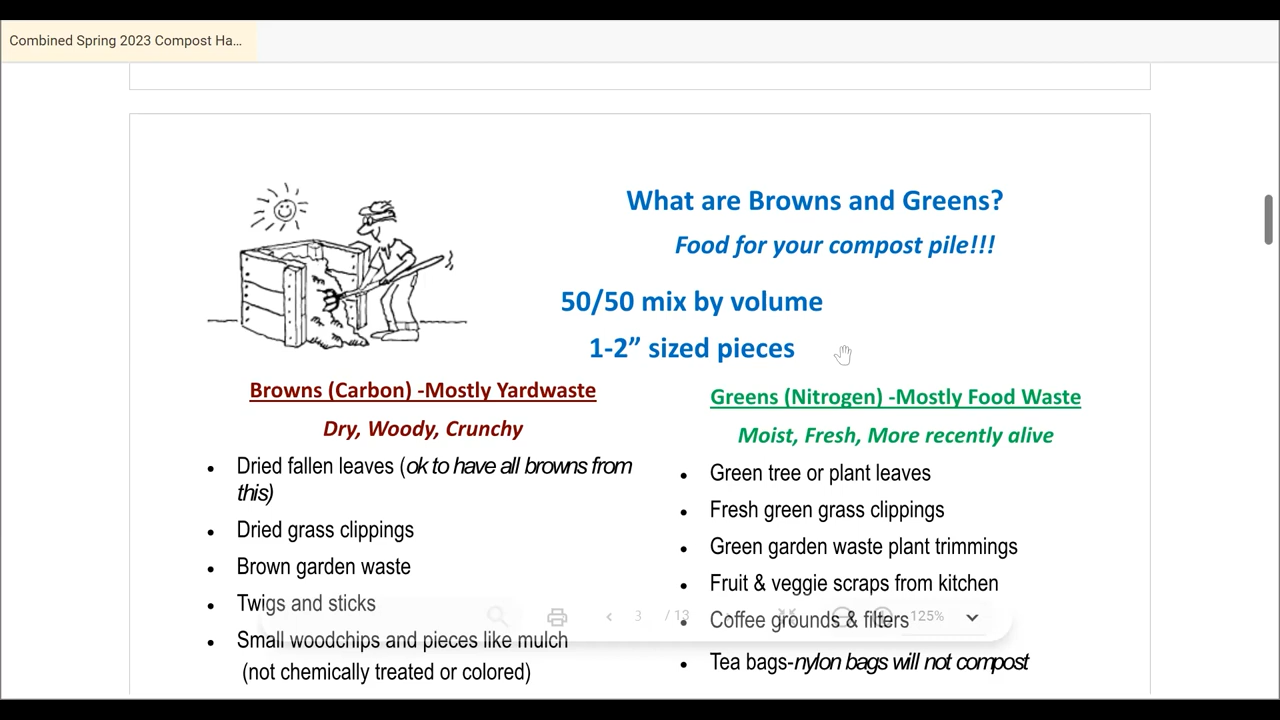 Combined Spring 2023 Compost Ha...
What are Browns and Greens?
Food for your compost pile!!!
50/50 mix by volume
1-2” sized pieces
Browns (Carbon) -Mostly Yardwaste
Dry, Woody, Crunchy
• Dried fallen leaves (ok to have all browns from
this)
• Dried grass clippings
• Brown garden waste
• Twigs and sticks
• Small woodchips and pieces like mulch
(not chemically treated or colored)
Greens (Nitrogen) -Mostly Food Waste
Moist, Fresh, More recently alive
• Green tree or plant leaves
• Fresh green grass clippings
• Green garden waste plant trimmings
• Fruit & veggie scraps from kitchen
• Coffee grounds & filters
• Tea bags-nylon bags will not compost
3 / 13 125%